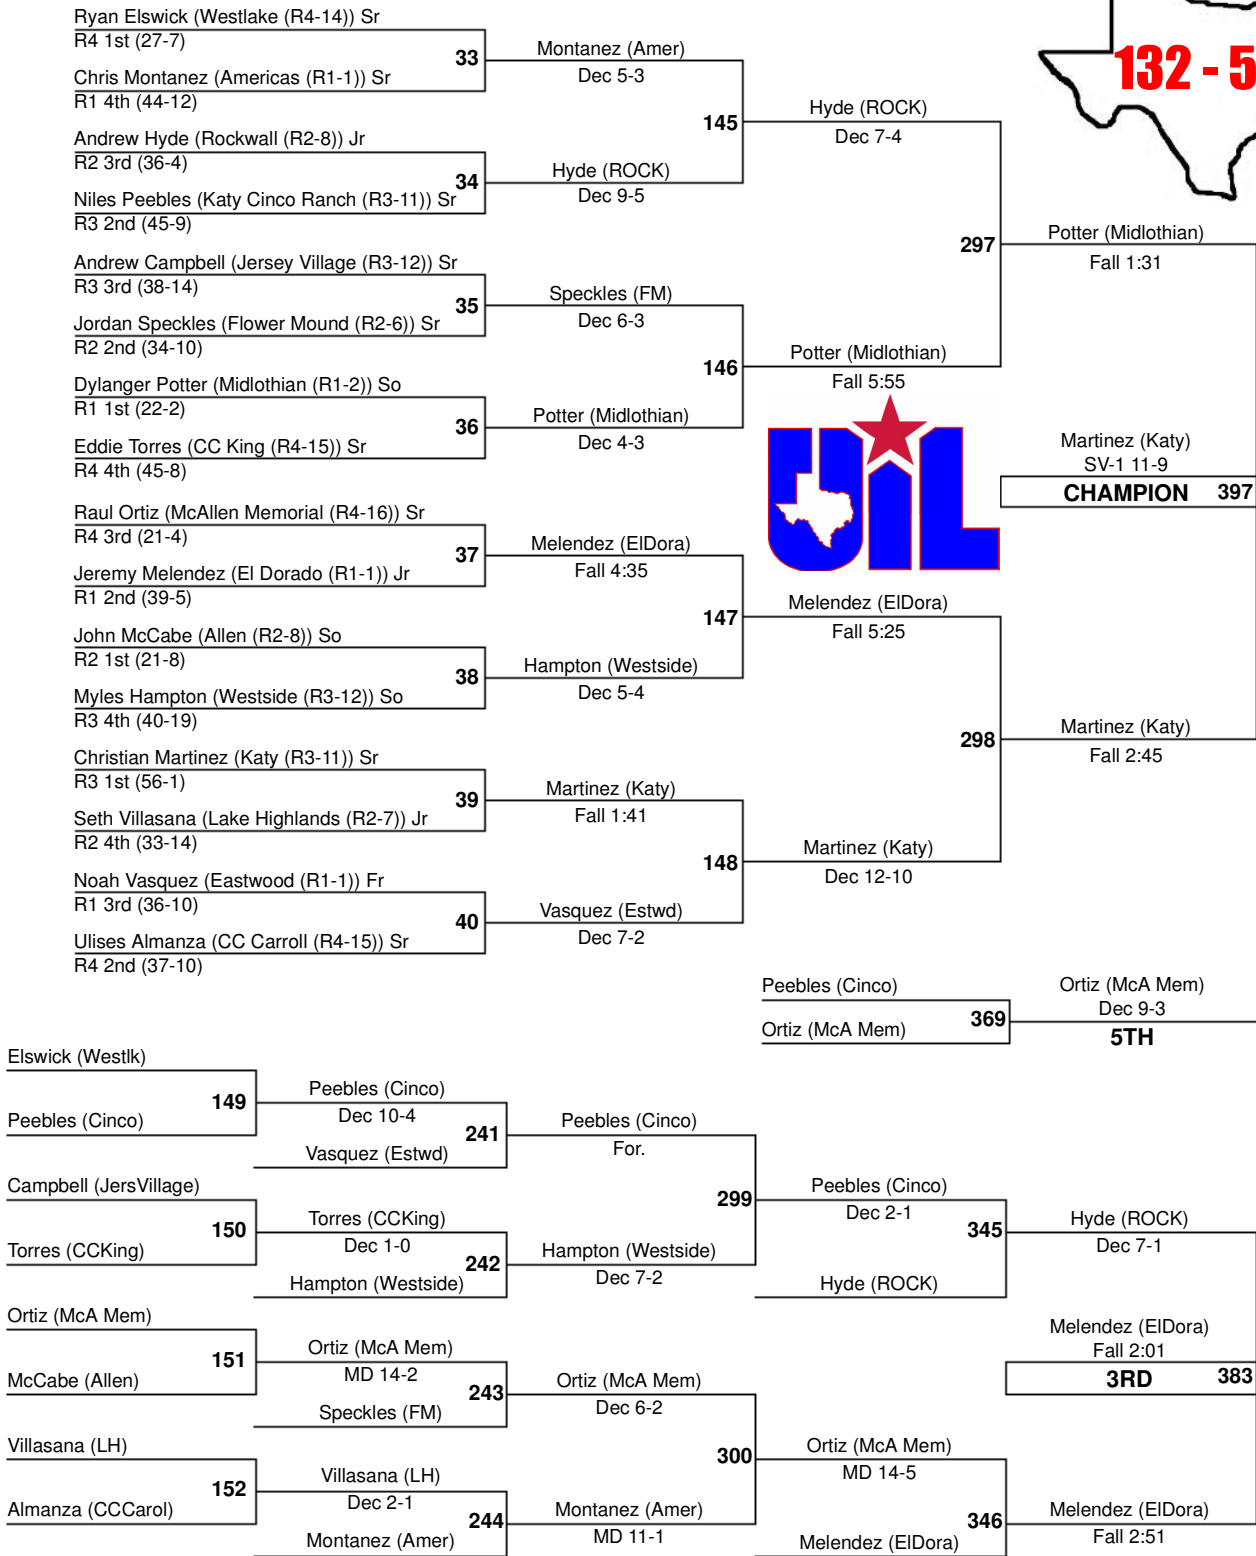 132 - 5
Ryan Elswick (Westlake (R4-14)) Sr
R4 1st (27-7)
33
Chris Montanez (Americas (R1-1)) Sr
R1 4th (44-12)
Montanez (Amer)
Dec 5-3
Andrew Hyde (Rockwall (R2-8)) Jr
R2 3rd (36-4)
34
Niles Peebles (Katy Cinco Ranch (R3-11)) Sr
R3 2nd (45-9)
Hyde (ROCK)
Dec 9-5
145
Hyde (ROCK)
Dec 7-4
Andrew Campbell (Jersey Village (R3-12)) Sr
R3 3rd (38-14)
35
Jordan Speckles (Flower Mound (R2-6)) Sr
R2 2nd (34-10)
Speckles (FM)
Dec 6-3
Dylanger Potter (Midlothian (R1-2)) So
R1 1st (22-2)
36
Eddie Torres (CC King (R4-15)) Sr
R4 4th (45-8)
Potter (Midlothian)
Dec 4-3
146
Potter (Midlothian)
Fall 5:55
297
Potter (Midlothian)
Fall 1:31
UIL
Raul Ortiz (McAllen Memorial (R4-16)) Sr
R4 3rd (21-4)
37
Jeremy Melendez (El Dorado (R1-1)) Jr
R1 2nd (39-5)
Melendez (ElDora)
Fall 4:35
John McCabe (Allen (R2-8)) So
R2 1st (21-8)
38
Myles Hampton (Westside (R3-12)) So
R3 4th (40-19)
Hampton (Westside)
Dec 5-4
147
Melendez (ElDora)
Fall 5:25
Christian Martinez (Katy (R3-11)) Sr
R3 1st (56-1)
39
Seth Villasana (Lake Highlands (R2-7)) Jr
R2 4th (33-14)
Martinez (Katy)
Fall 1:41
Noah Vasquez (Eastwood (R1-1)) Fr
R1 3rd (36-10)
40
Ulises Almanza (CC Carroll (R4-15)) Sr
R4 2nd (37-10)
Vasquez (Estwd)
Dec 7-2
148
Martinez (Katy)
Dec 12-10
298
Martinez (Katy)
Fall 2:45
Martinez (Katy)
SV-1 11-9
CHAMPION 397
Peebles (Cinco)
Ortiz (McA Mem)
369
Ortiz (McA Mem)
Dec 9-3
5TH
Elswick (Westlk)
149
Peebles (Cinco)
Peebles (Cinco)
Dec 10-4
241
Vasquez (Estwd)
Peebles (Cinco)
For.
Campbell (JersVillage)
150
Torres (CCKing)
Torres (CCKing)
Dec 1-0
242
Hampton (Westside)
Hampton (Westside)
Dec 7-2
299
Peebles (Cinco)
Dec 2-1
345
Hyde (ROCK)
Hyde (ROCK)
Dec 7-1
Ortiz (McA Mem)
151
McCabe (Allen)
Ortiz (McA Mem)
MD 14-2
243
Speckles (FM)
Ortiz (McA Mem)
Dec 6-2
Villasana (LH)
152
Almanza (CCCarol)
Villasana (LH)
Dec 2-1
244
Montanez (Amer)
Montanez (Amer)
MD 11-1
300
Ortiz (McA Mem)
MD 14-5
346
Melendez (ElDora)
Melendez (ElDora)
Fall 2:51
Melendez (ElDora)
Fall 2:01
3RD 383